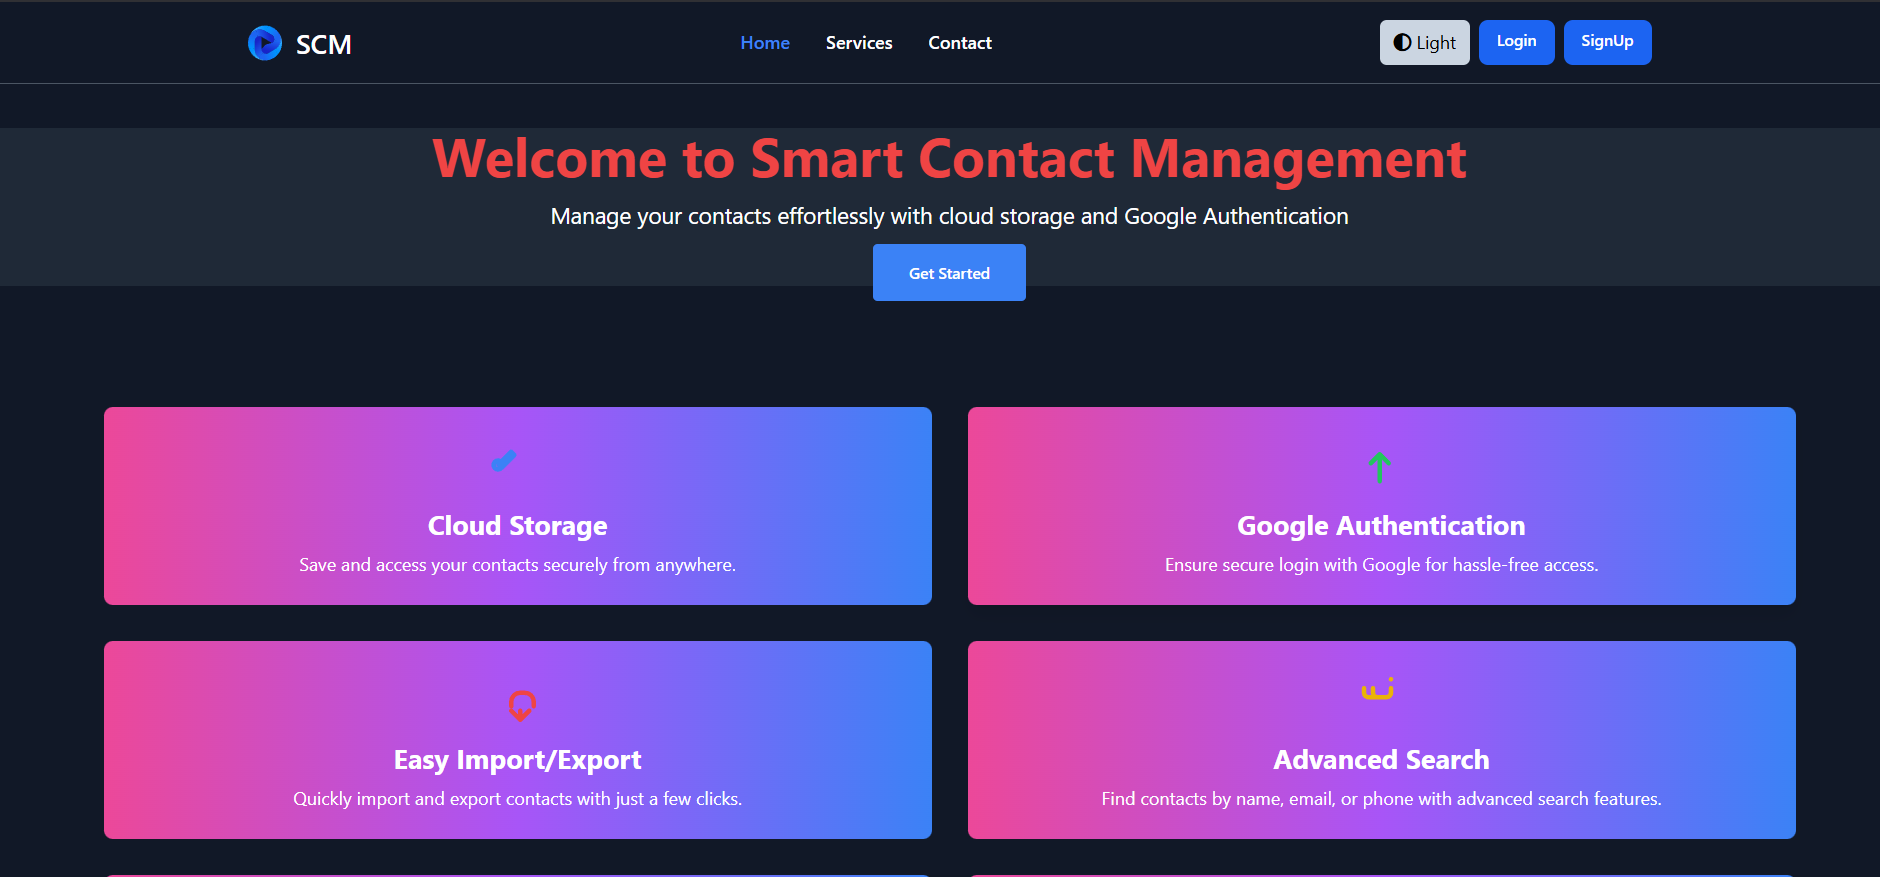 SCM
Home Services Contact
Light Login SignUp
Welcome to Smart Contact Management
Manage your contacts effortlessly with cloud storage and Google Authentication
Get Started
Cloud Storage
Save and access your contacts securely from anywhere.
Google Authentication
Ensure secure login with Google for hassle-free access.
Easy Import/Export
Quickly import and export contacts with just a few clicks.
Advanced Search
Find contacts by name, email, or phone with advanced search features.